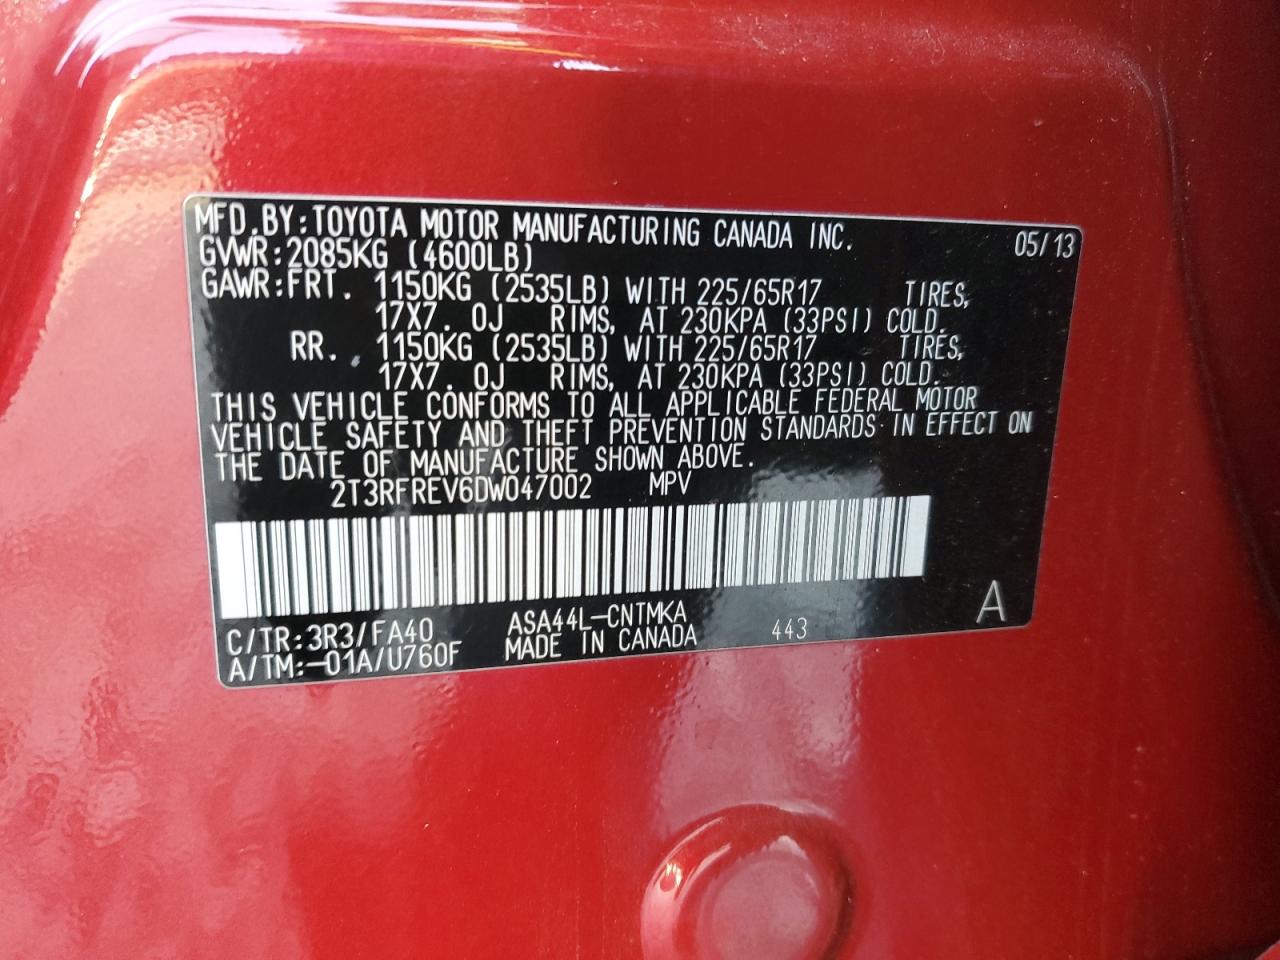 MFD.BY:TOYOTA MOTOR MANUFACTURING CANADA INC. 05/13
GVWR:2085KG (4600LB)
GAWR:FRT. 1150KG (2535LB) WITH 225/65R17 TIRES,
17X7.0J RIMS, AT 230KPA (33PSI) COLD.
RR. 1150KG (2535LB) WITH 225/65R17 TIRES,
17X7.0J RIMS, AT 230KPA (33PSI) COLD.
THIS VEHICLE CONFORMS TO ALL APPLICABLE FEDERAL MOTOR
VEHICLE SAFETY AND THEFT PREVENTION STANDARDS IN EFFECT ON
THE DATE OF MANUFACTURE SHOWN ABOVE.
2T3RFREV6DW047002 MPV
C/TR:3R3/FA40 ASA44L-CNTMKA 443 A
A/TM:-01A/U760F MADE IN CANADA